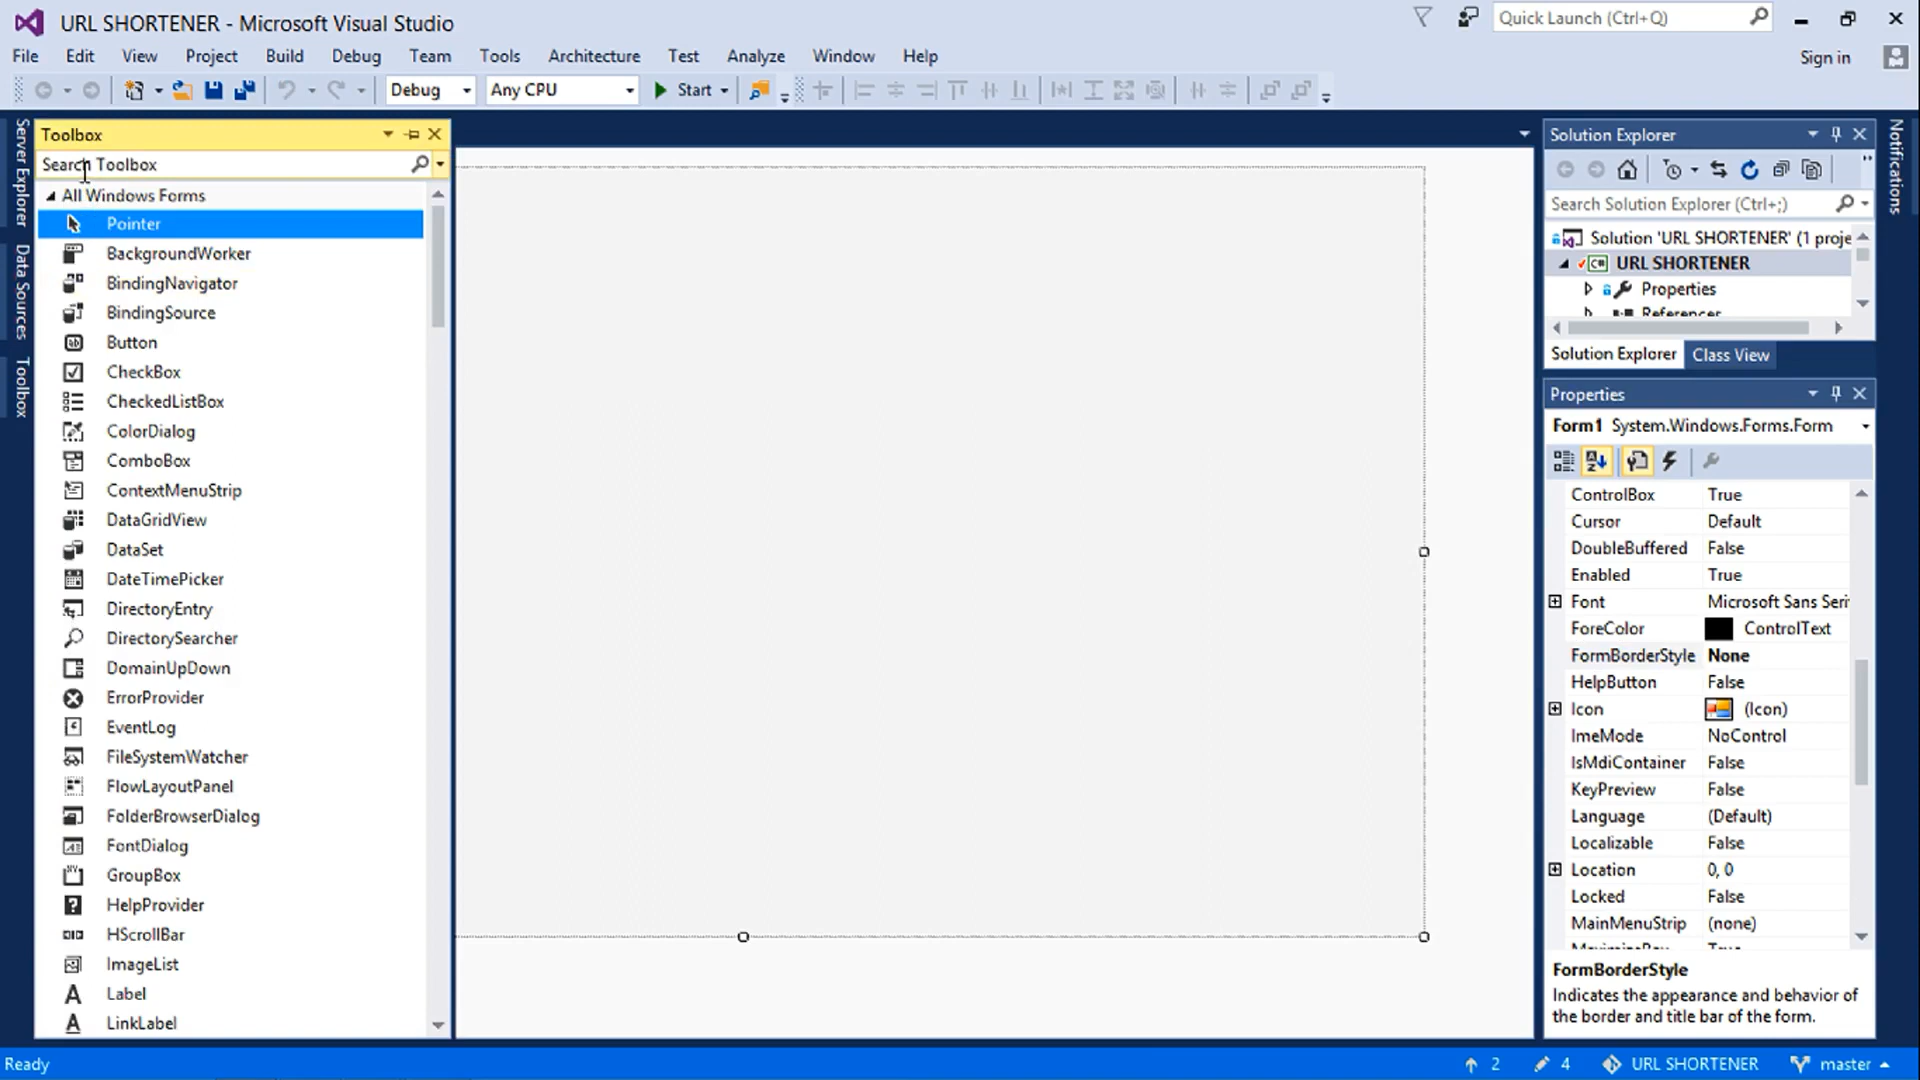 URL SHORTENER - Microsoft Visual Studio
Quick Launch (Ctrl+Q)
File Edit View Project Build Debug Team Tools Architecture Test Analyze Window Help
Sign in
Debug Any CPU Start
Server Explorer
Data Sources
Toolbox
Toolbox
Search Toolbox
All Windows Forms
Pointer
BackgroundWorker
BindingNavigator
BindingSource
Button
CheckBox
CheckedListBox
ColorDialog
ComboBox
ContextMenuStrip
DataGridView
DataSet
DateTimePicker
DirectoryEntry
DirectorySearcher
DomainUpDown
ErrorProvider
EventLog
FileSystemWatcher
FlowLayoutPanel
FolderBrowserDialog
FontDialog
GroupBox
HelpProvider
HScrollBar
ImageList
Label
LinkLabel
Solution Explorer
Search Solution Explorer (Ctrl+;)
Solution 'URL SHORTENER' (1 proje
C# URL SHORTENER
Properties
References
Solution Explorer Class View
Notifications
Properties
Form1 System.Windows.Forms.Form
ControlBox True
Cursor Default
DoubleBuffered False
Enabled True
Font Microsoft Sans Seri
ForeColor ControlText
FormBorderStyle None
HelpButton False
Icon (Icon)
ImeMode NoControl
IsMdiContainer False
KeyPreview False
Language (Default)
Localizable False
Location 0, 0
Locked False
MainMenuStrip (none)
FormBorderStyle
Indicates the appearance and behavior of
the border and title bar of the form.
Ready
2 4 URL SHORTENER master